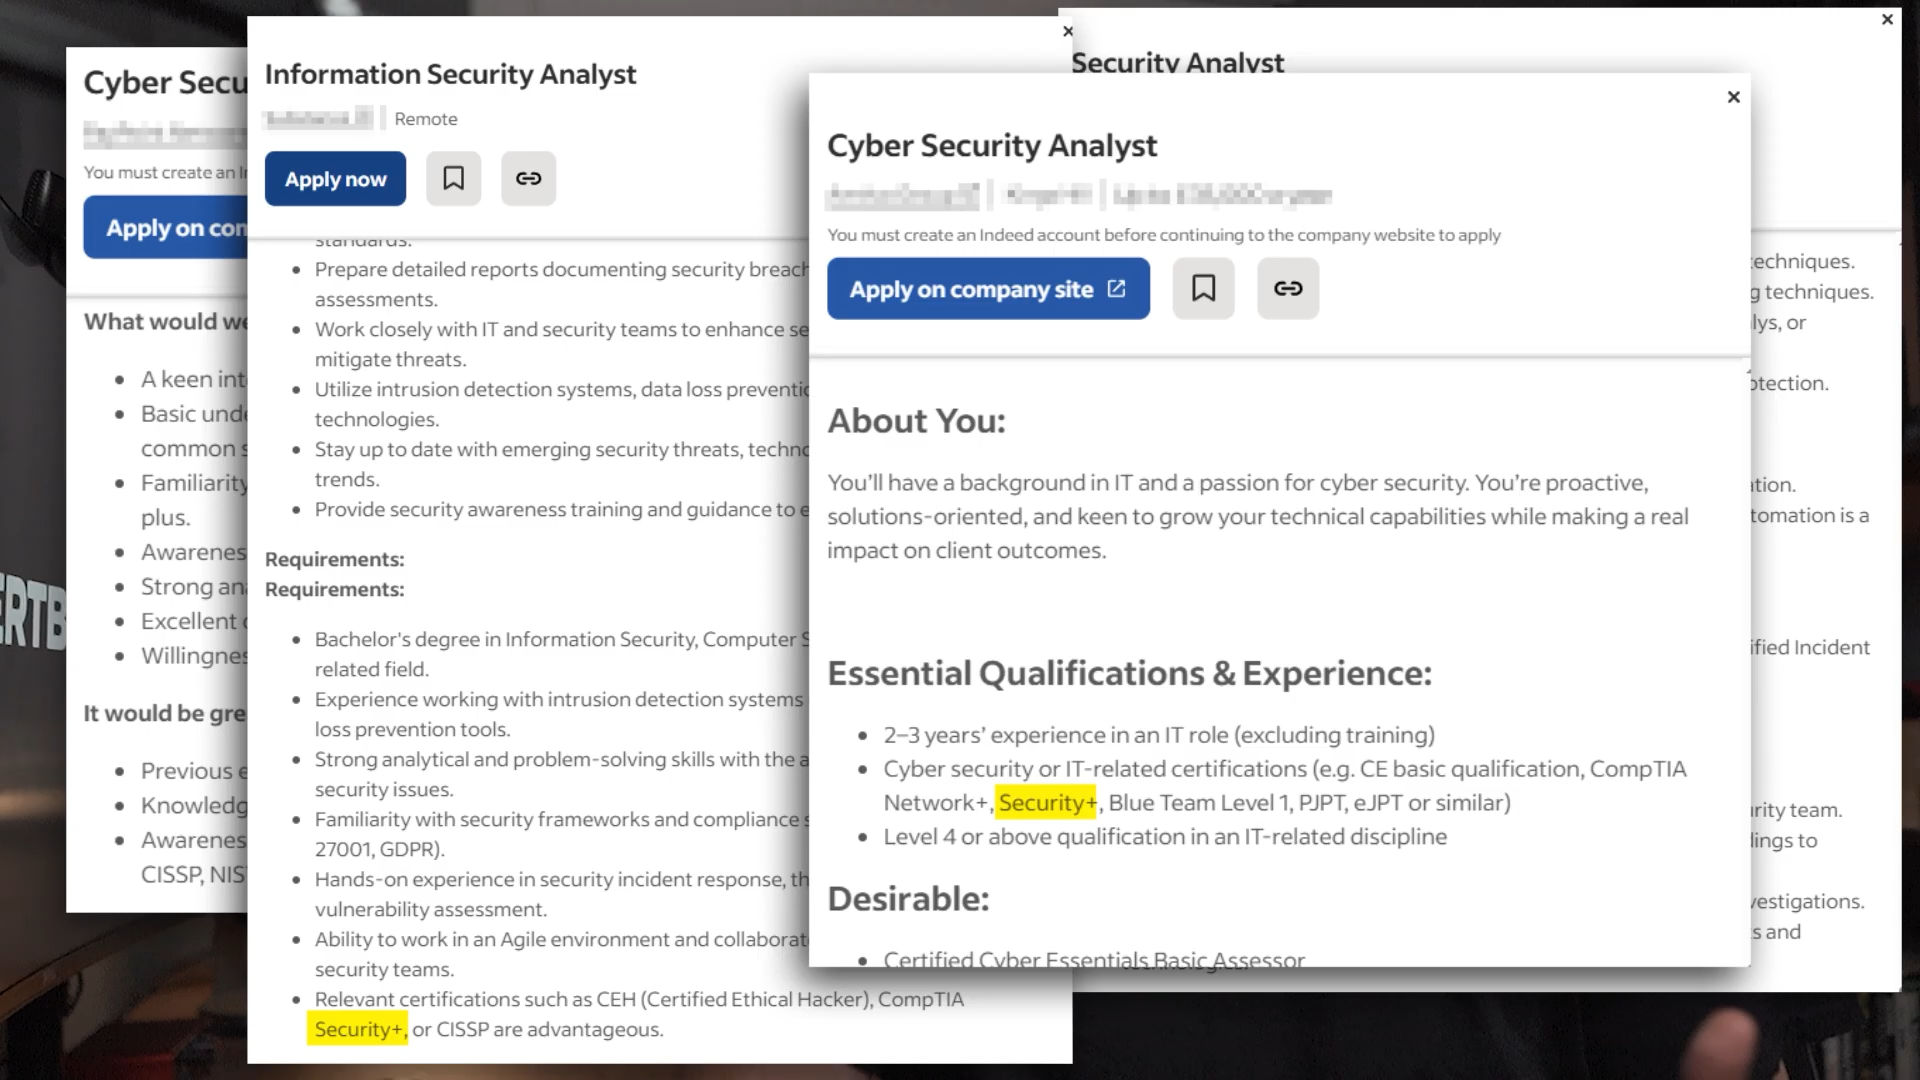 Cyber Secu
You must create an I
Apply on con
What would we
A keen int
Basic unde
common s
Familiarity
plus.
Awarenes
Strong an
Excellent
Willingnes
It would be gre
Previous e
Knowledg
Awarenes
CISSP, NIS
ERTB
Information Security Analyst
Remote
Apply now
standards.
Prepare detailed reports documenting security breach
assessments.
Work closely with IT and security teams to enhance se
mitigate threats.
Utilize intrusion detection systems, data loss preventio
technologies.
Stay up to date with emerging security threats, techno
trends.
Provide security awareness training and guidance to e
Requirements:
Requirements:
Bachelor's degree in Information Security, Computer S
related field.
Experience working with intrusion detection systems
loss prevention tools.
Strong analytical and problem-solving skills with the a
security issues.
Familiarity with security frameworks and compliance s
27001, GDPR).
Hands-on experience in security incident response, th
vulnerability assessment.
Ability to work in an Agile environment and collaborat
security teams.
Relevant certifications such as CEH (Certified Ethical Hacker), CompTIA
Security+, or CISSP are advantageous.
Cyber Security Analyst
You must create an Indeed account before continuing to the company website to apply
Apply on company site
About You:
You'll have a background in IT and a passion for cyber security. You're proactive,
solutions-oriented, and keen to grow your technical capabilities while making a real
impact on client outcomes.
Essential Qualifications & Experience:
2–3 years' experience in an IT role (excluding training)
Cyber security or IT-related certifications (e.g. CE basic qualification, CompTIA
Network+, Security+, Blue Team Level 1, PJPT, eJPT or similar)
Level 4 or above qualification in an IT-related discipline
Desirable:
Certified Cyber Essentials Basic Assessor
Security Analyst
echniques.
g techniques.
lys, or
otection.
ation.
tomation is a
ified Incident
rity team.
lings to
vestigations.
s and